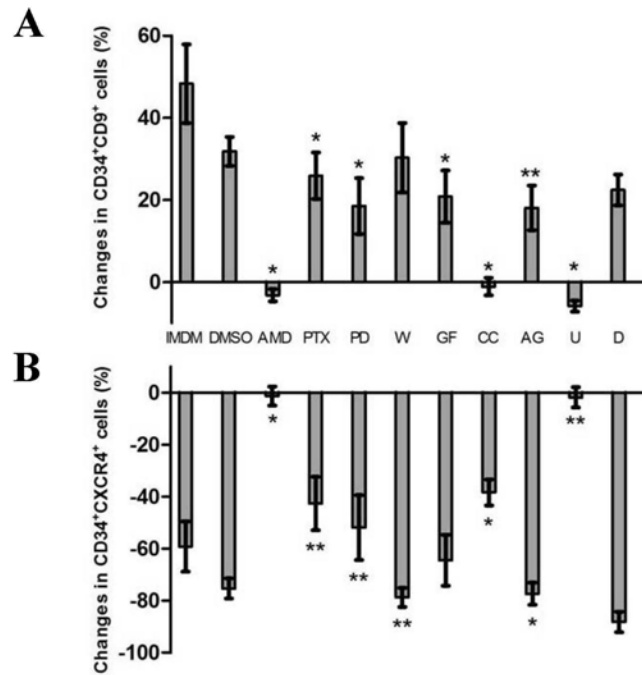 A
Changes in CD34⁺CD9⁺ cells (%)
60
40
20
0
* * * * * ** *
IMDM DMSO AMD PTX PD W GF CC AG U D
B
Changes in CD34⁺CXCR4⁺ cells (%)
0
-20
-40
-60
-80
-100
* ** ** ** * * **